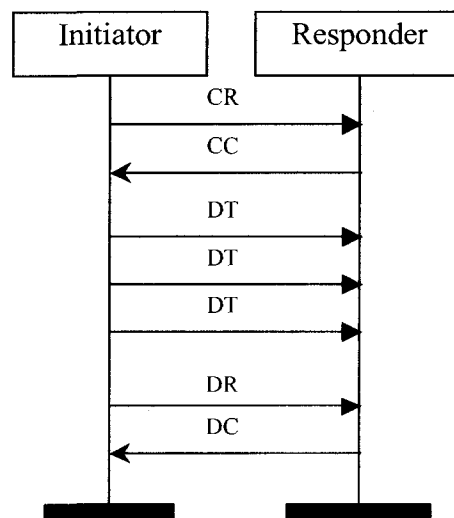 Initiator Responder
CR
CC
DT
DT
DT
DR
DC